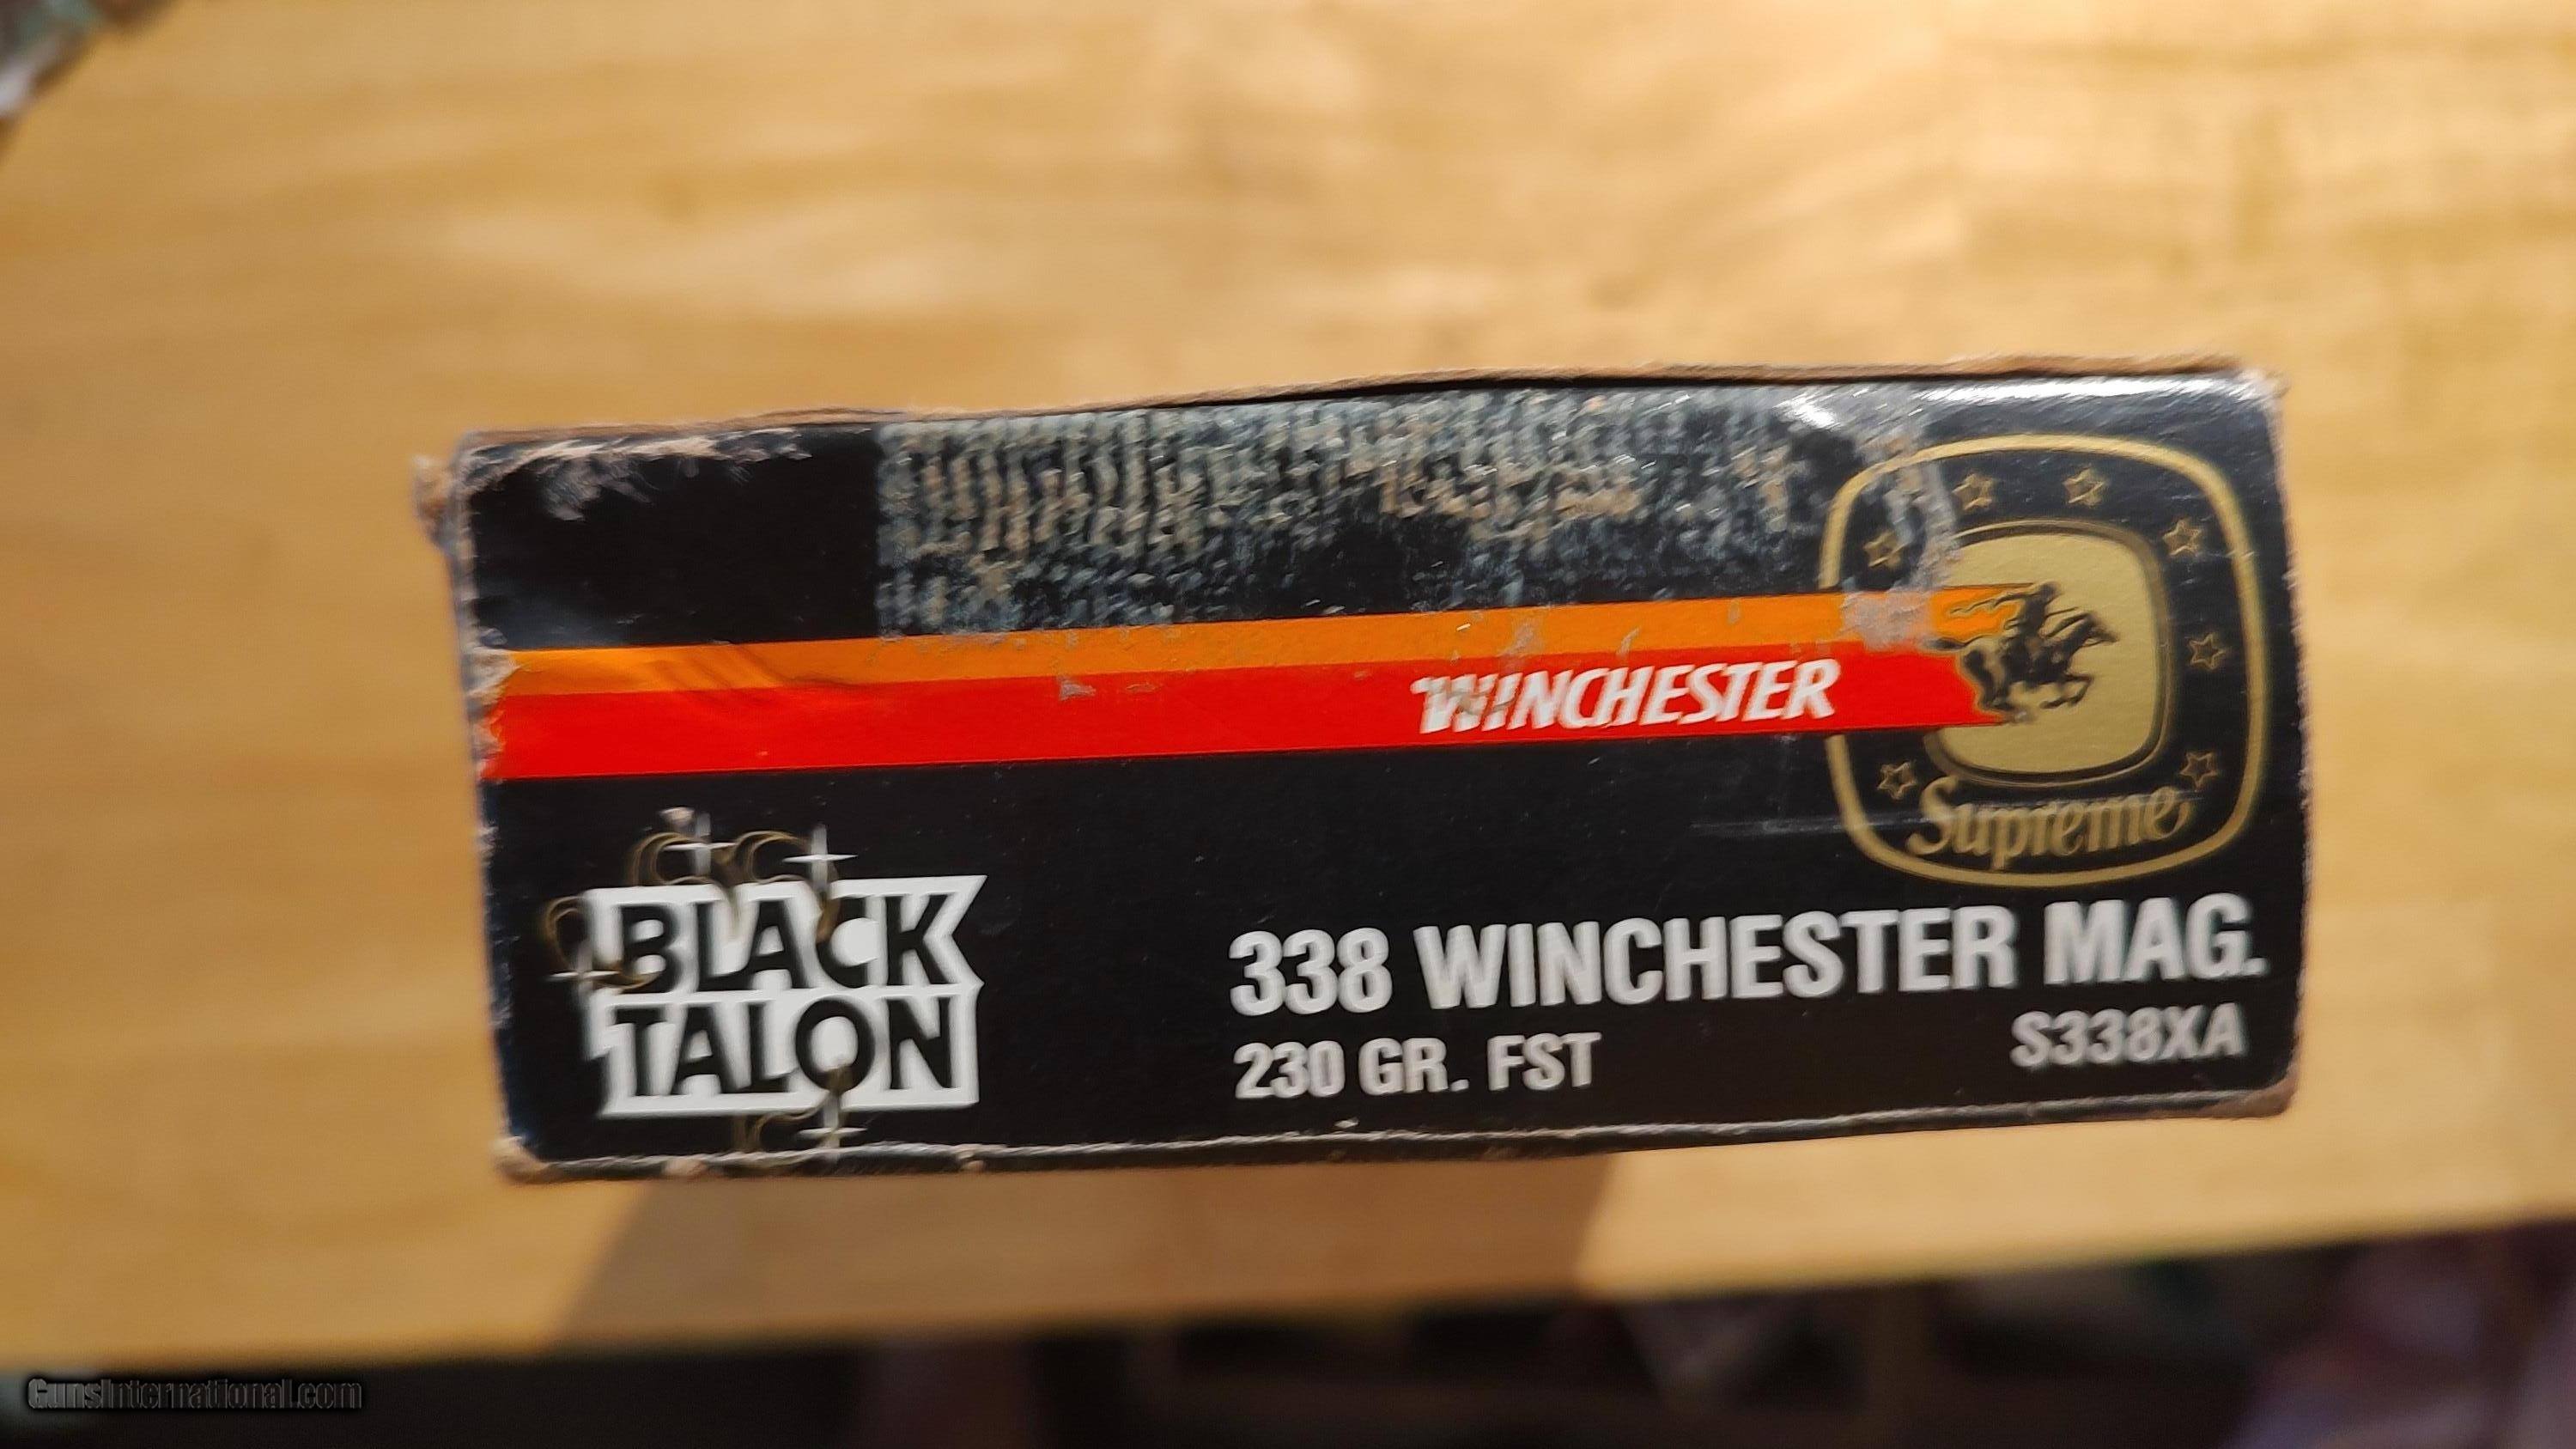 WINCHESTER
Supreme
BLACK
TALON
338 WINCHESTER MAG.
230 GR. FST
S338XA
GunsInternational.com